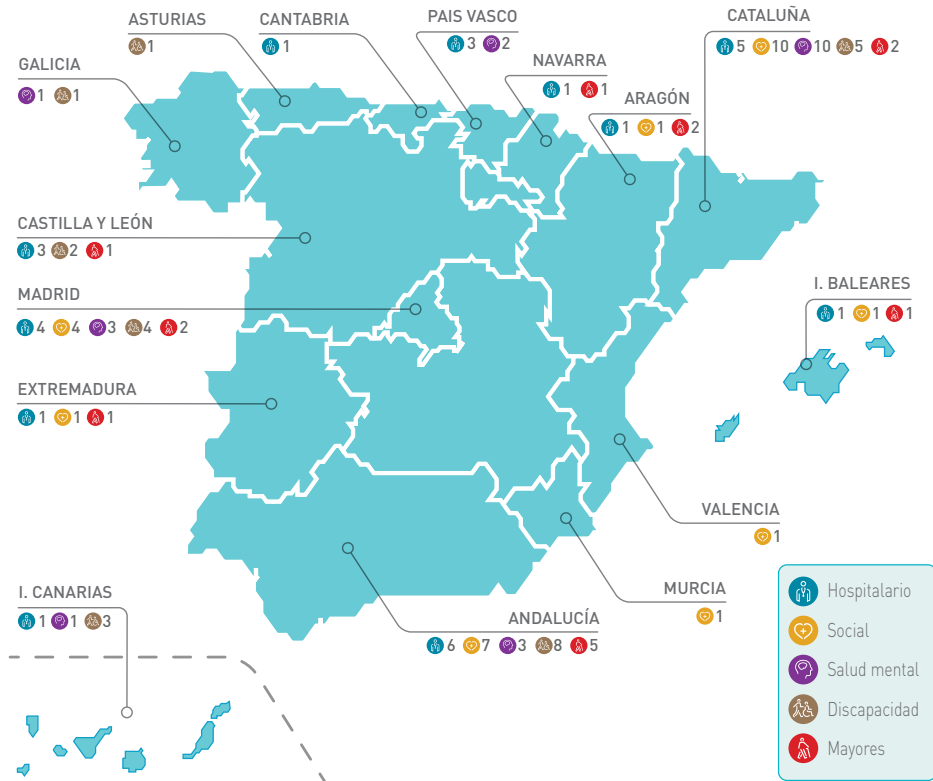 ASTURIAS
1
CANTABRIA
1
PAIS VASCO
3 2
CATALUÑA
5 10 10 5 2
GALICIA
1 1
NAVARRA
1 1
ARAGÓN
1 1 2
CASTILLA Y LEÓN
3 2 1
MADRID
4 4 3 4 2
I. BALEARES
1 1 1
EXTREMADURA
1 1 1
VALENCIA
1
MURCIA
1
I. CANARIAS
1 1 3
ANDALUCÍA
6 7 3 8 5
Hospitalario
Social
Salud mental
Discapacidad
Mayores